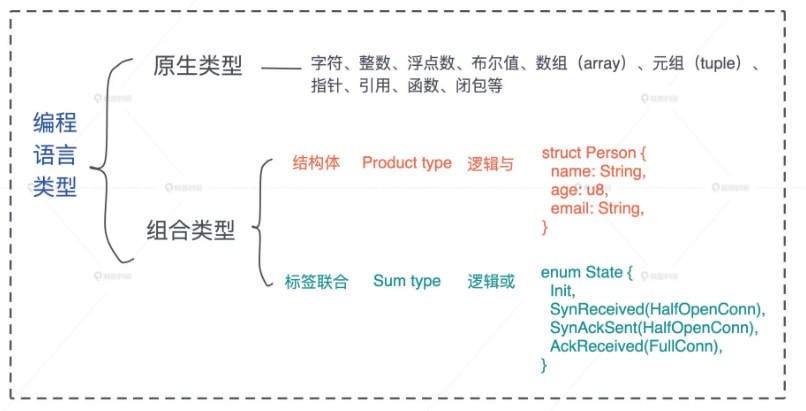 编程
语言
类型
原生类型
字符、整数、浮点数、布尔值、数组（array）、元组（tuple）、
指针、引用、函数、闭包等
组合类型
结构体 Product type 逻辑与
struct Person {
name: String,
age: u8,
email: String,
}
标签联合 Sum type 逻辑或
enum State {
Init,
SynReceived(HalfOpenConn),
SynAckSent(HalfOpenConn),
AckReceived(FullConn),
}